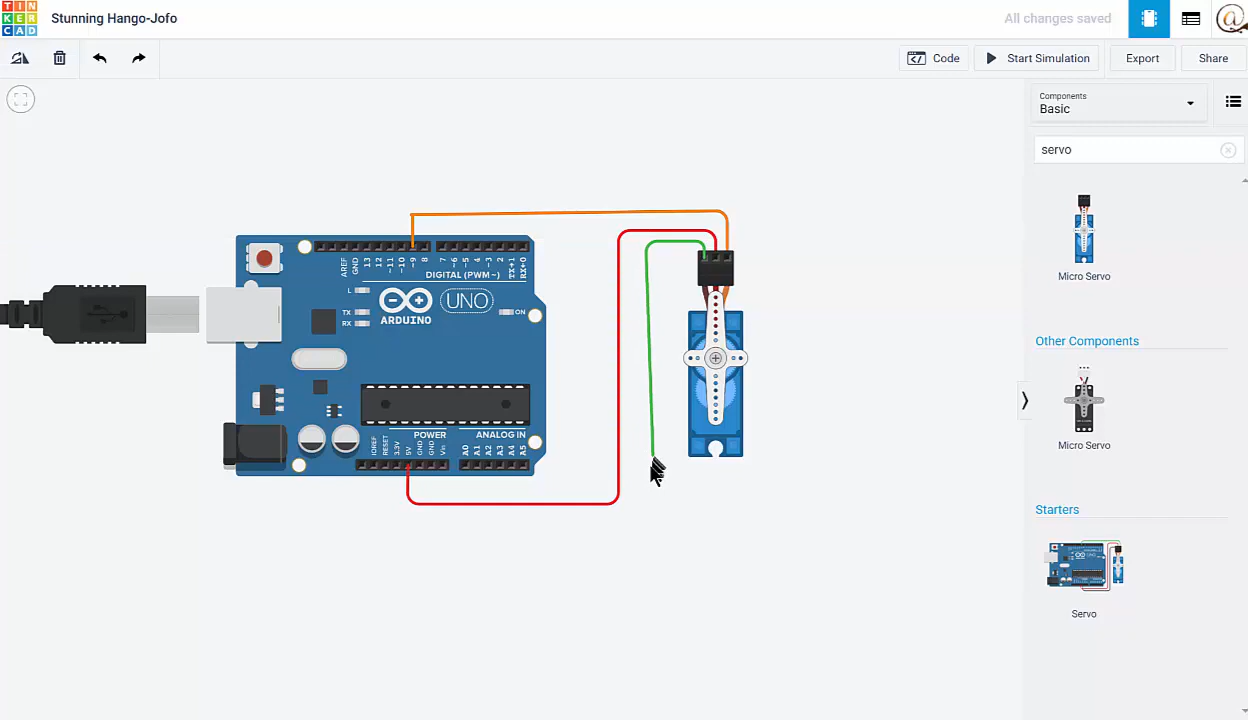 TIN
KER
CAD
Stunning Hango-Jofo
All changes saved
Code
Start Simulation
Export
Share
Components
Basic
servo
Micro Servo
Other Components
Micro Servo
Starters
Servo
AREF
GND
13
12
~11
~10
~9
8
7
~6
~5
4
~3
2
TX→1
RX←0
DIGITAL (PWM~)
L
TX
RX
ARDUINO
UNO
ON
POWER
ANALOG IN
IOREF
RESET
3.3V
5V
GND
GND
Vin
A0
A1
A2
A3
A4
A5